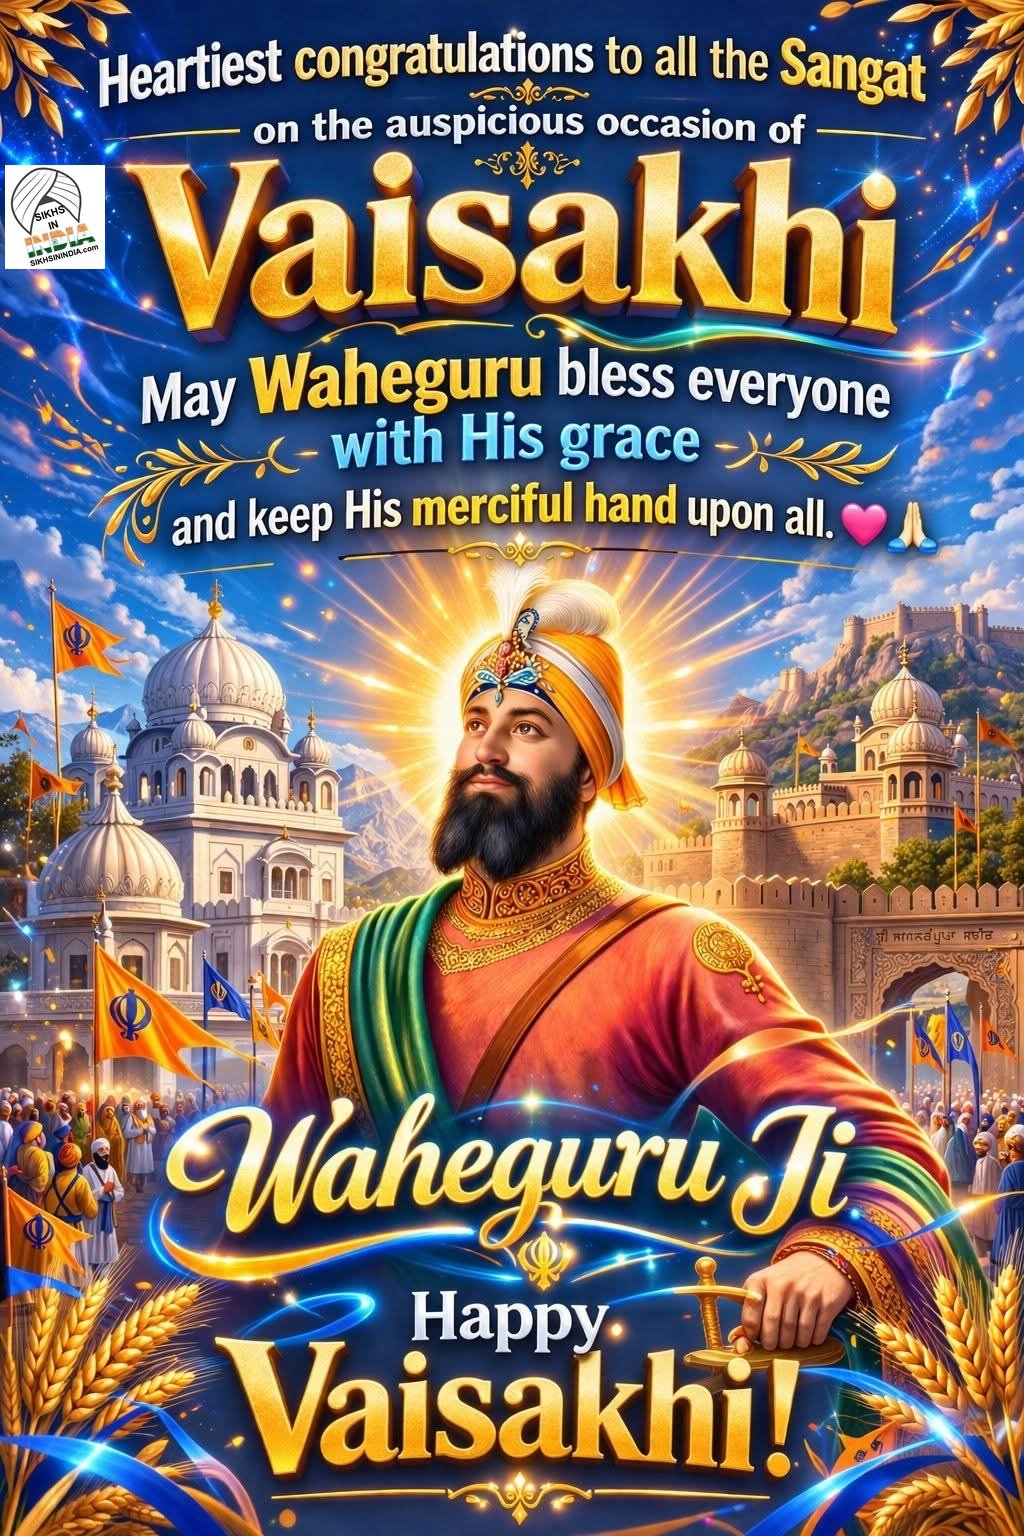 Heartiest congratulations to all the Sangat
on the auspicious occasion of
Vaisakhi
SIKHS
IN
INDIA
SIKHSININDIA.com
May Waheguru bless everyone
with His grace
and keep His merciful hand upon all. 💗🙏🏻
Waheguru Ji
Happy
Vaisakhi!